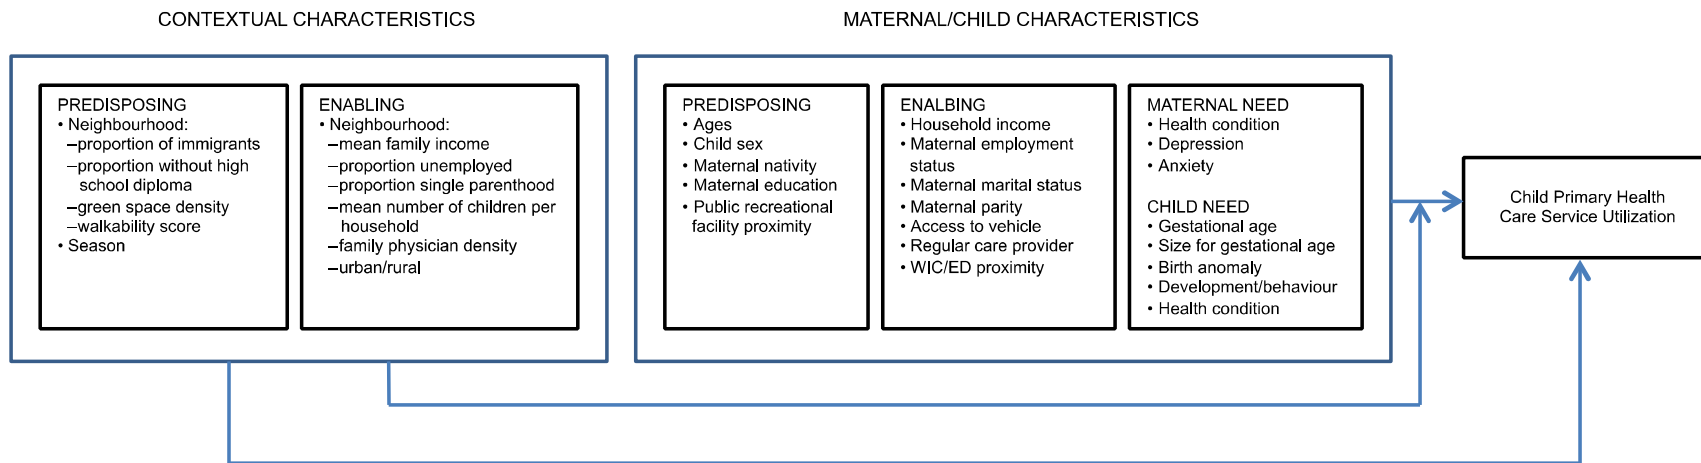 CONTEXTUAL CHARACTERISTICS
PREDISPOSING
• Neighbourhood:
–proportion of immigrants
–proportion without high
school diploma
–green space density
–walkability score
• Season
ENABLING
• Neighbourhood:
–mean family income
–proportion unemployed
–proportion single parenthood
–mean number of children per
household
–family physician density
–urban/rural
MATERNAL/CHILD CHARACTERISTICS
PREDISPOSING
• Ages
• Child sex
• Maternal nativity
• Maternal education
• Public recreational
facility proximity
ENALBING
• Household income
• Maternal employment
status
• Maternal marital status
• Maternal parity
• Access to vehicle
• Regular care provider
• WIC/ED proximity
MATERNAL NEED
• Health condition
• Depression
• Anxiety
CHILD NEED
• Gestational age
• Size for gestational age
• Birth anomaly
• Development/behaviour
• Health condition
Child Primary Health
Care Service Utilization